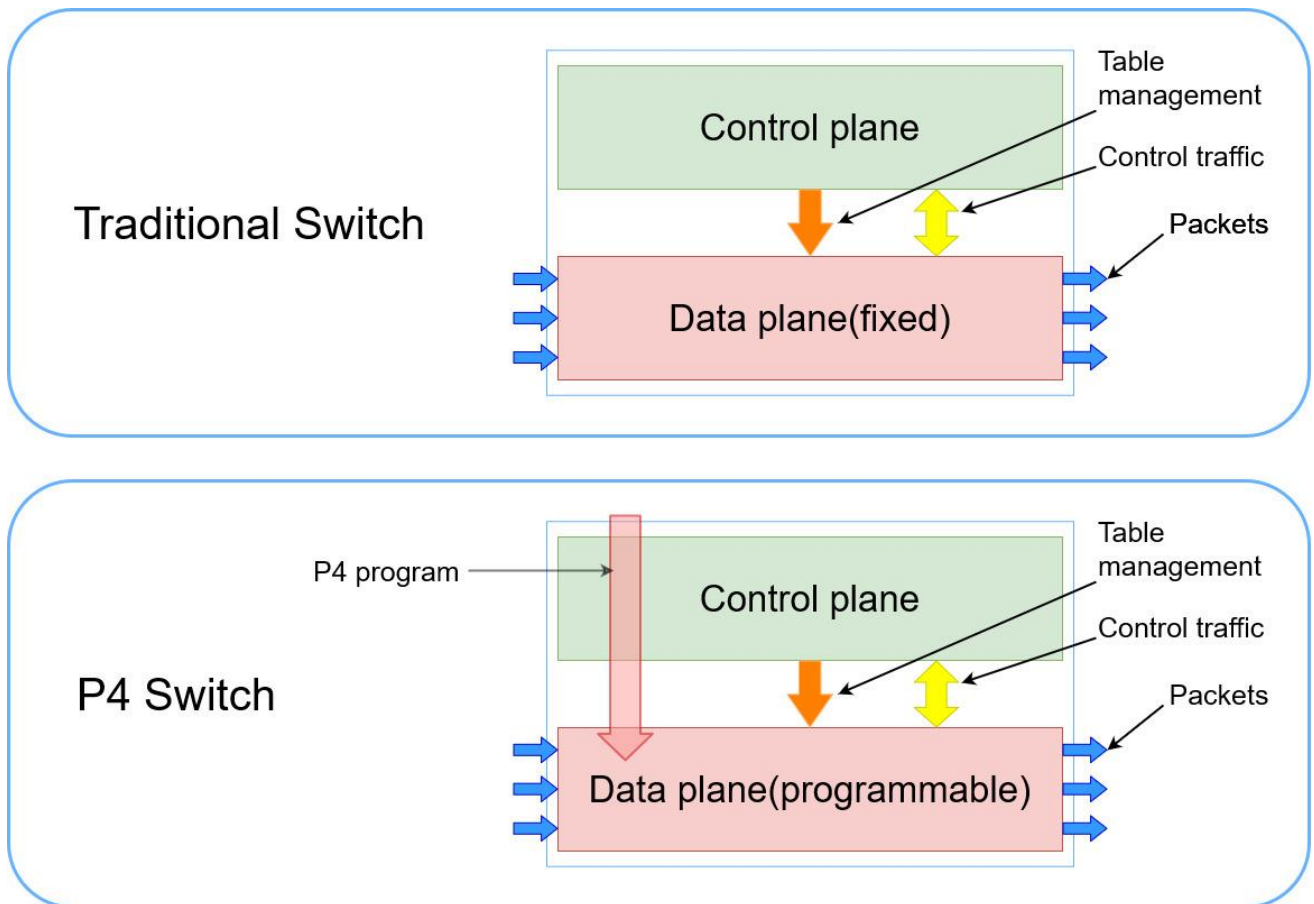 Traditional Switch
Control plane
Data plane(fixed)
Table
management
Control traffic
Packets
P4 Switch
P4 program
Control plane
Data plane(programmable)
Table
management
Control traffic
Packets